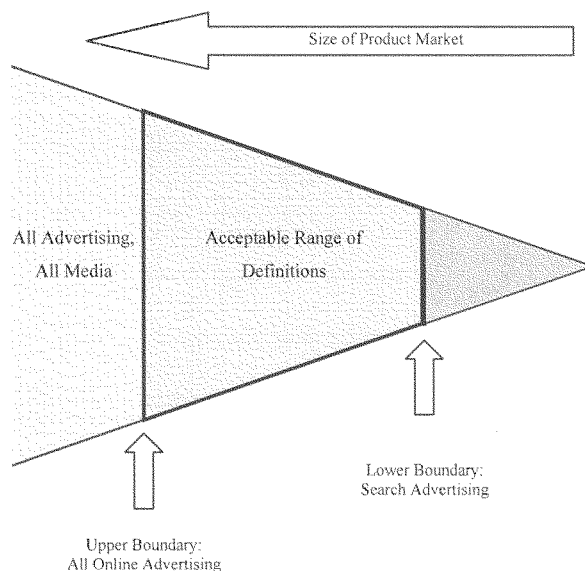 Size of Product Market
All Advertising,
All Media
Acceptable Range of
Definitions
Lower Boundary:
Search Advertising
Upper Boundary:
All Online Advertising